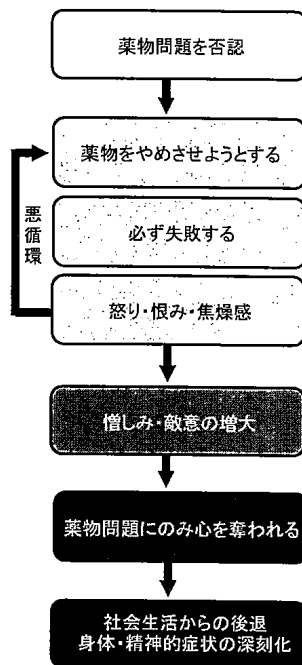 薬物問題を否認
薬物をやめさせようとする
悪循環
必ず失敗する
怒り・恨み・焦燥感
憎しみ・敵意の増大
薬物問題にのみ心を奪われる
社会生活からの後退
身体・精神的症状の深刻化